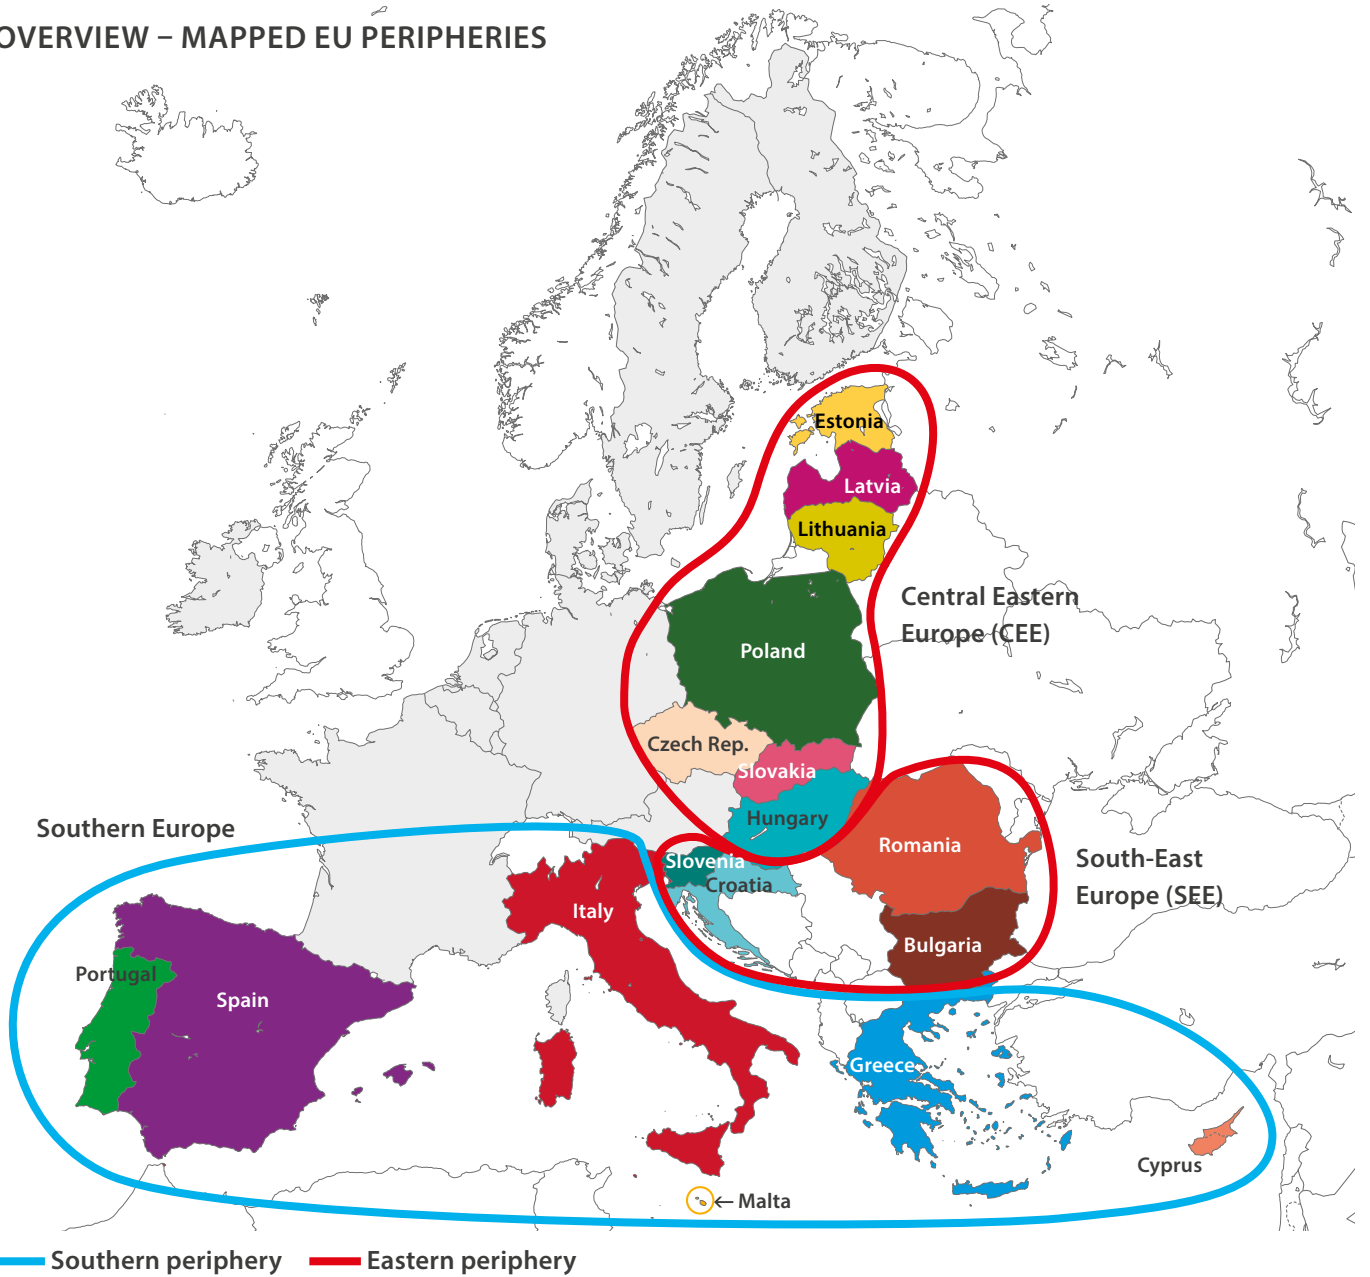 OVERVIEW – MAPPED EU PERIPHERIES
Estonia
Latvia
Lithuania
Central Eastern
Europe (CEE)
Poland
Czech Rep.
Slovakia
Hungary
Southern Europe
Romania
South-East
Europe (SEE)
Slovenia
Croatia
Italy
Bulgaria
Portugal
Spain
Greece
Cyprus
Malta
Southern periphery
Eastern periphery